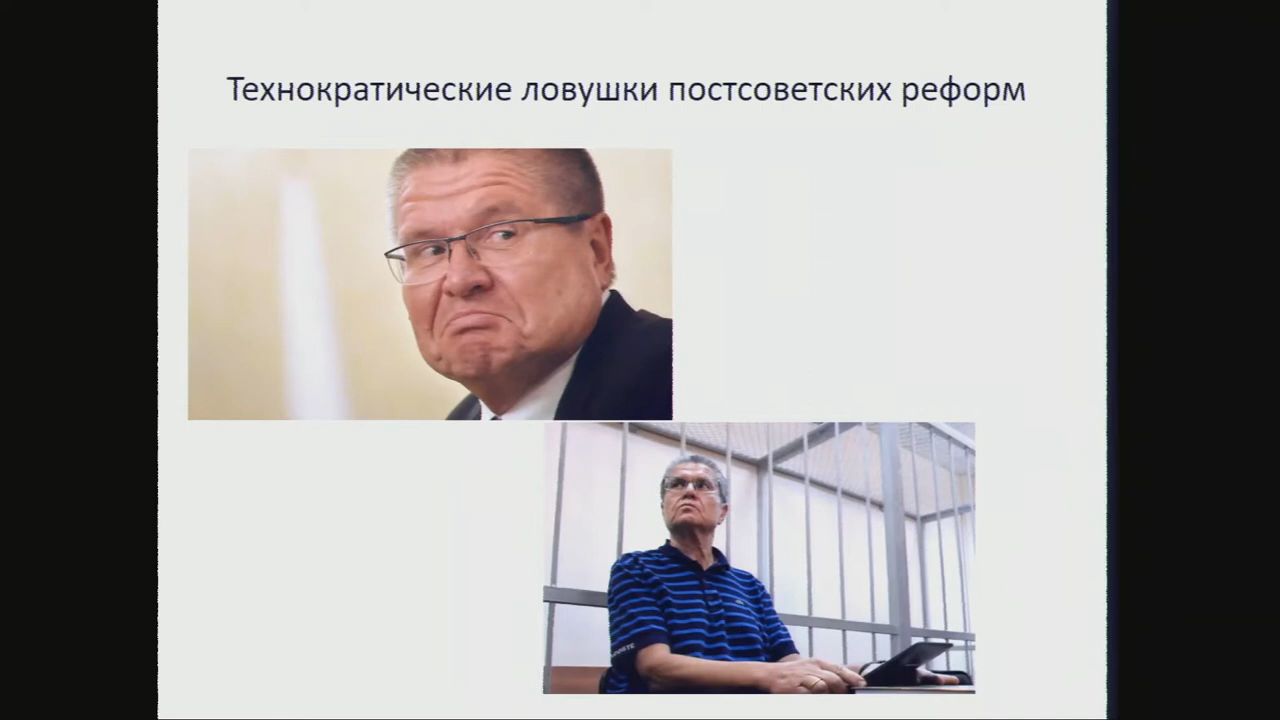 Технократические ловушки постсоветских реформ